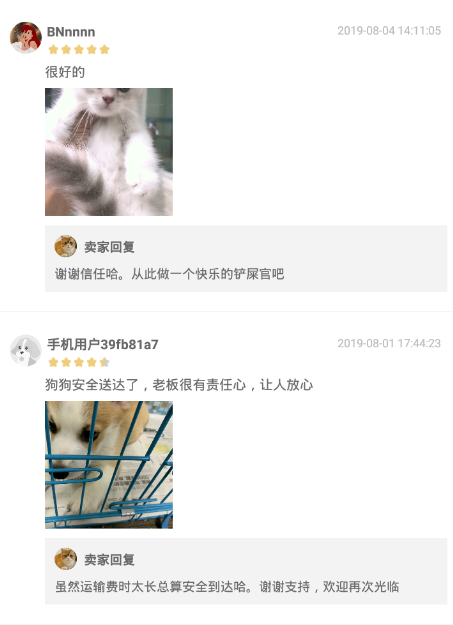 BNnnnn
2019-08-04 14:11:05
很好的
卖家回复
谢谢信任哈。从此做一个快乐的铲屎官吧
手机用户39fb81a7
2019-08-01 17:44:23
狗狗安全送达了，老板很有责任心，让人放心
卖家回复
虽然运输费时太长总算安全到达哈。谢谢支持，欢迎再次光临